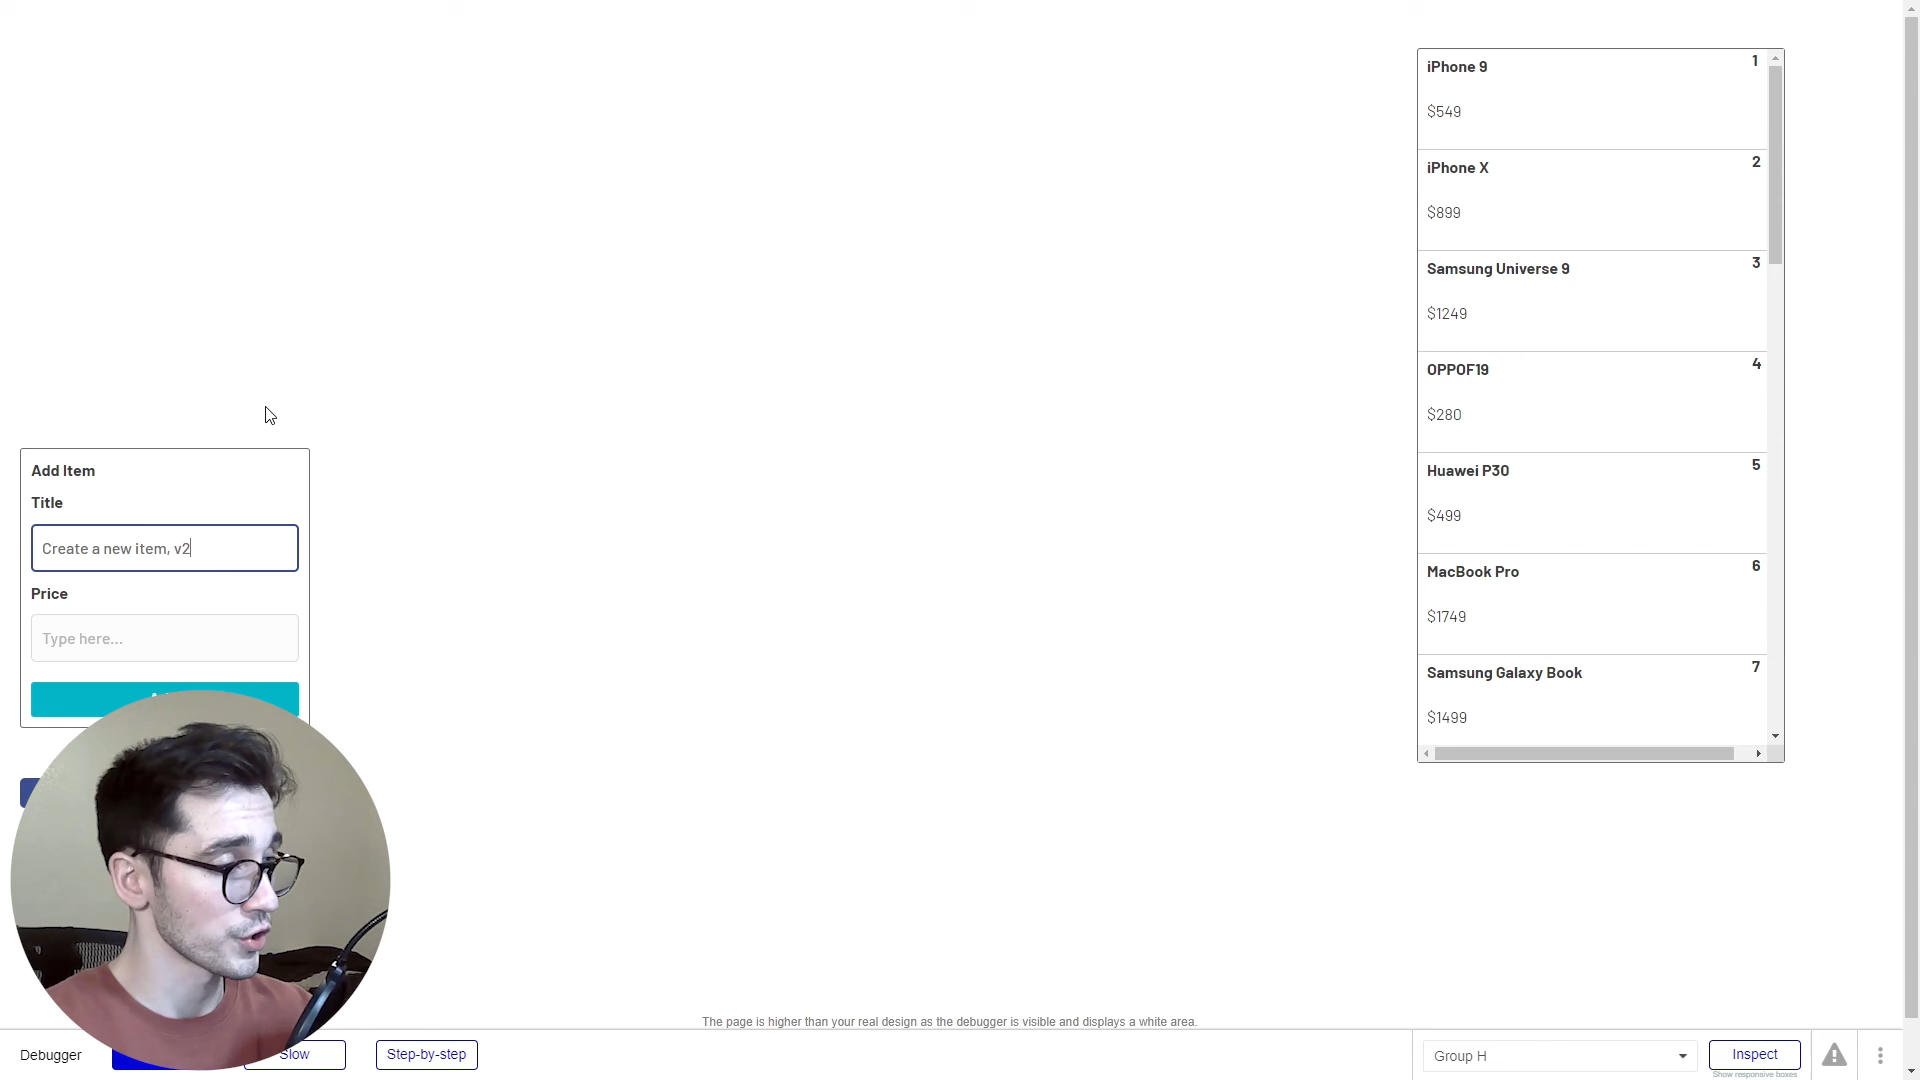 iPhone 9
1
$549
iPhone X
2
$899
Samsung Universe 9
3
$1249
OPPOF19
4
$280
Huawei P30
5
$499
MacBook Pro
6
$1749
Samsung Galaxy Book
7
$1499
Add Item
Title
Create a new item, v2
Price
Type here...
The page is higher than your real design as the debugger is visible and displays a white area.
Debugger
Slow
Step-by-step
Group H
Inspect
Show responsive boxes